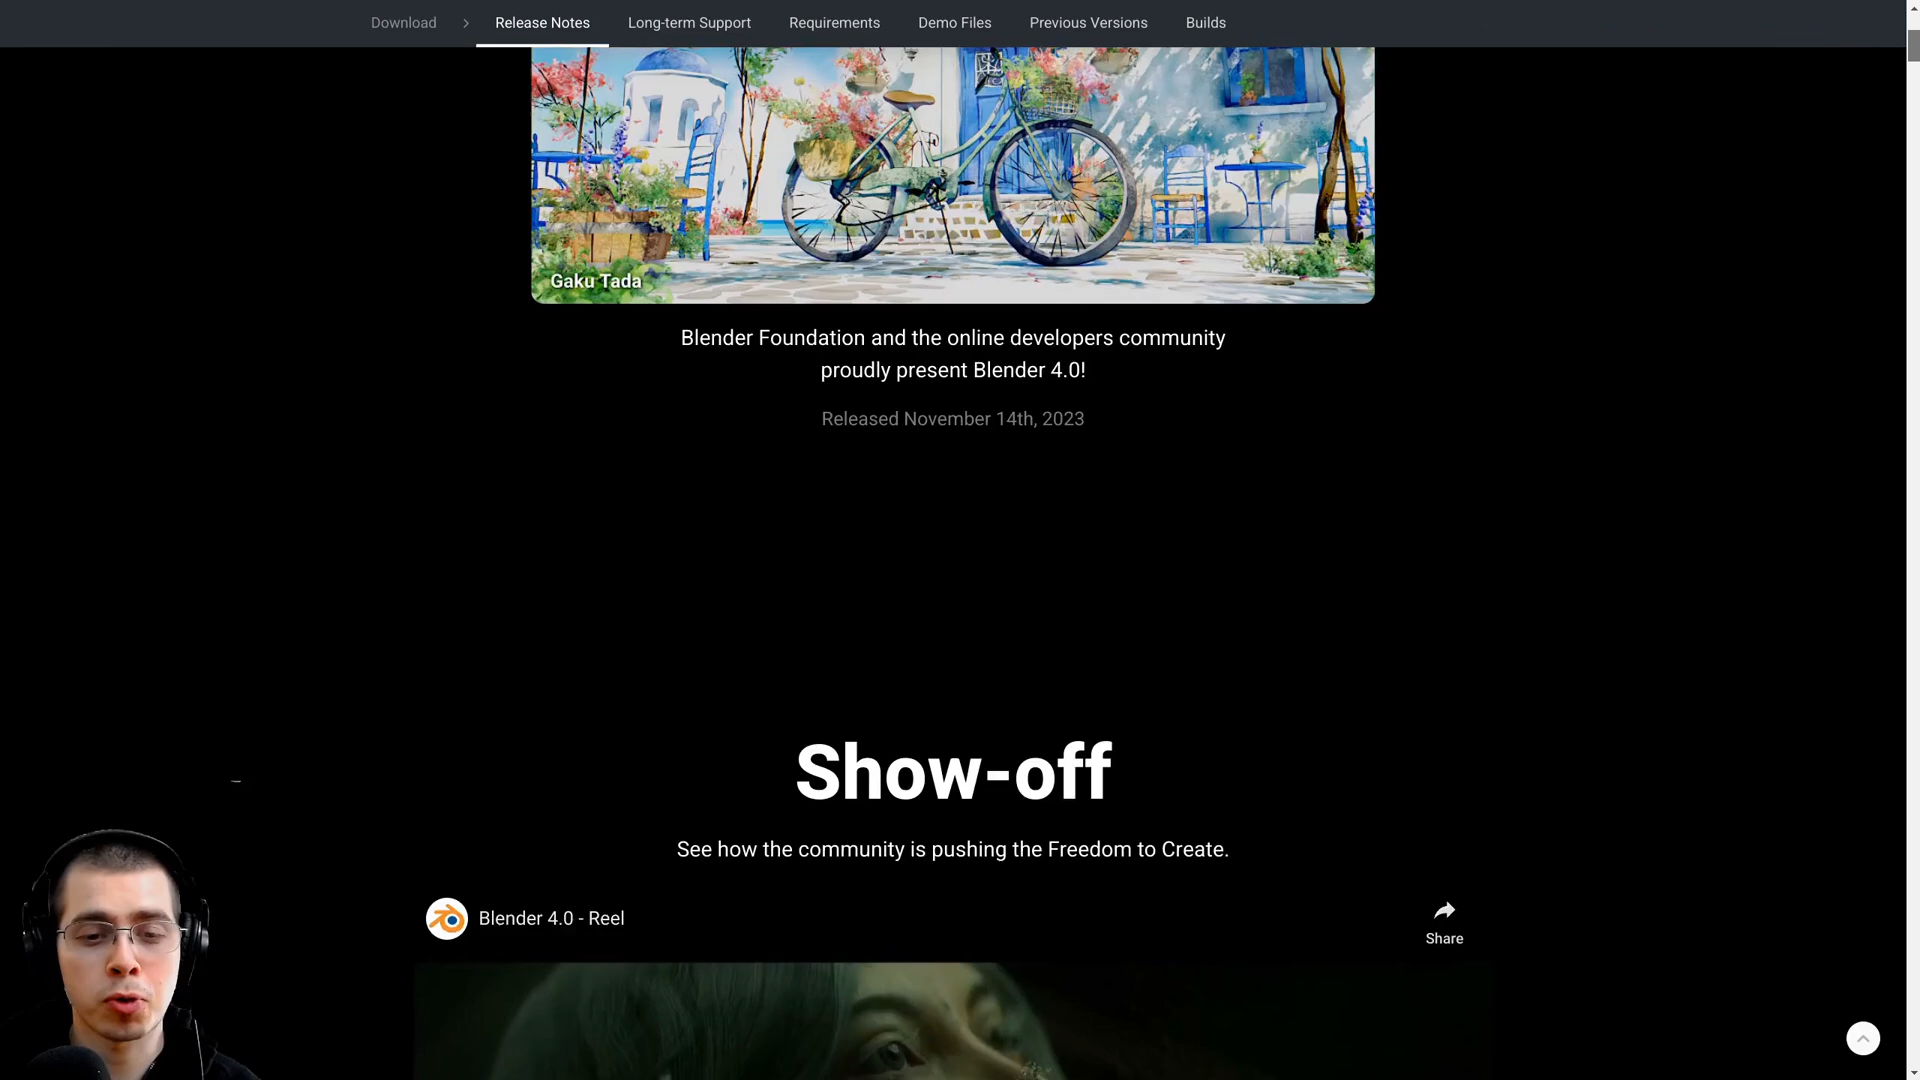 Download
Release Notes
Long-term Support
Requirements
Demo Files
Previous Versions
Builds
Gaku Tada
Blender Foundation and the online developers community
proudly present Blender 4.0!
Released November 14th, 2023
Show-off
See how the community is pushing the Freedom to Create.
Blender 4.0 - Reel
Share